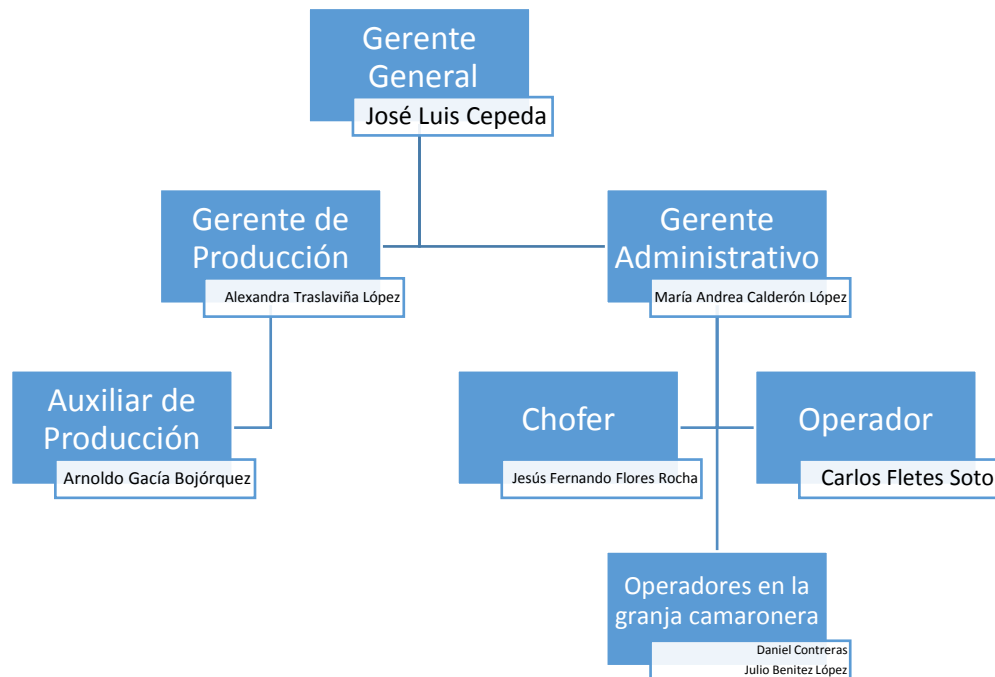 Gerente
General
José Luis Cepeda
Gerente de
Producción
Alexandra Traslaviña López
Gerente
Administrativo
María Andrea Calderón López
Auxiliar de
Producción
Arnoldo Gacía Bojórquez
Chofer
Jesús Fernando Flores Rocha
Operador
Carlos Fletes Soto
Operadores en la
granja camaronera
Daniel Contreras
Julio Benitez López